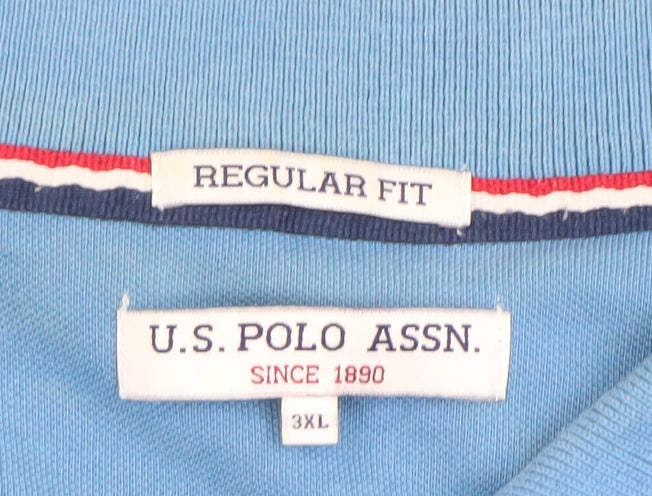 REGULAR FIT
U.S. POLO ASSN.
SINCE 1890
3XL